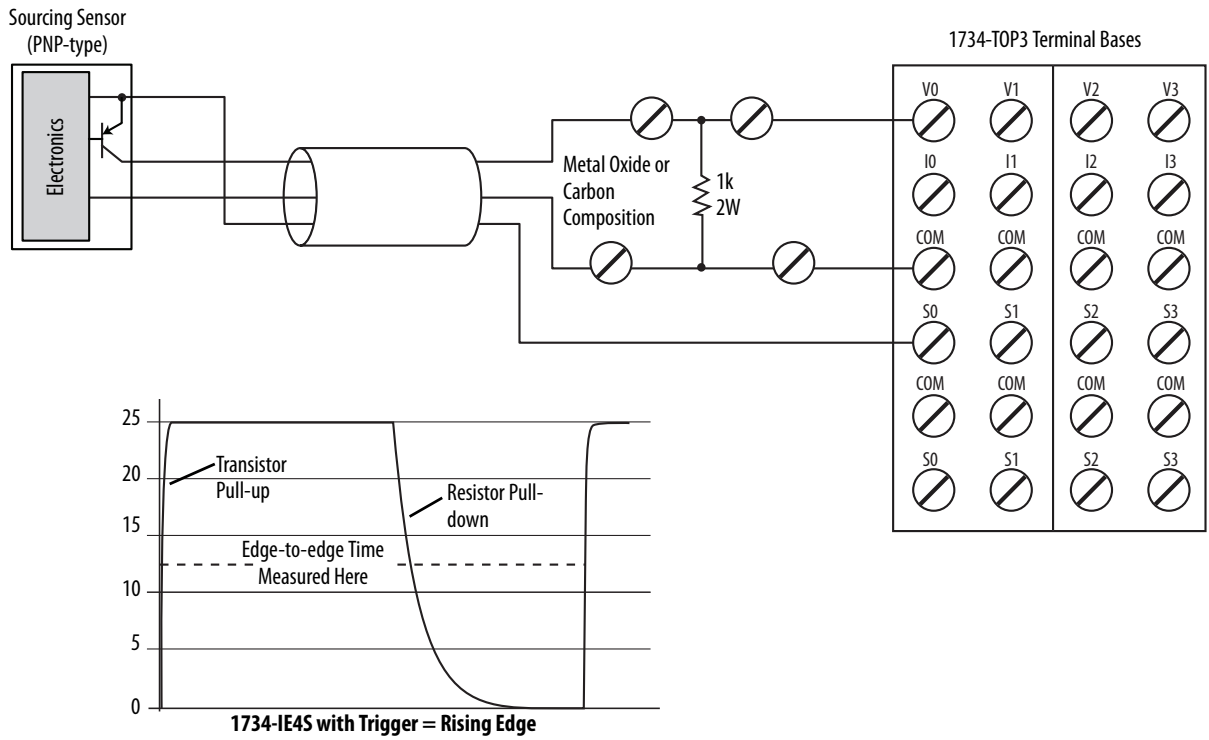 Sourcing Sensor
(PNP-type)
Electronics
Metal Oxide or
Carbon
Composition
1k
2W
1734-TOP3 Terminal Bases
V0 V1 V2 V3
I0 I1 I2 I3
COM COM COM COM
S0 S1 S2 S3
COM COM COM COM
S0 S1 S2 S3
25
20
15
10
5
0
Transistor
Pull-up
Resistor Pull-
down
Edge-to-edge Time
Measured Here
1734-IE4S with Trigger = Rising Edge